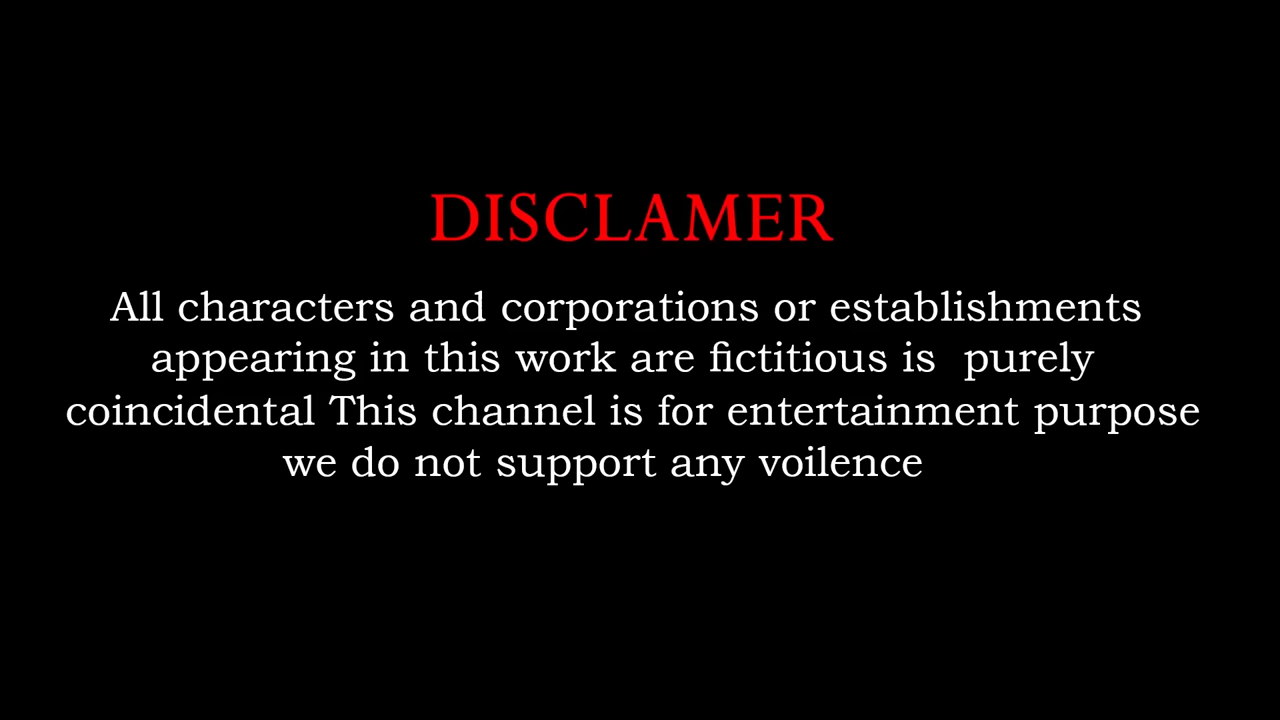 DISCLAMER
All characters and corporations or establishments
appearing in this work are fictitious is  purely
coincidental This channel is for entertainment purpose
we do not support any voilence